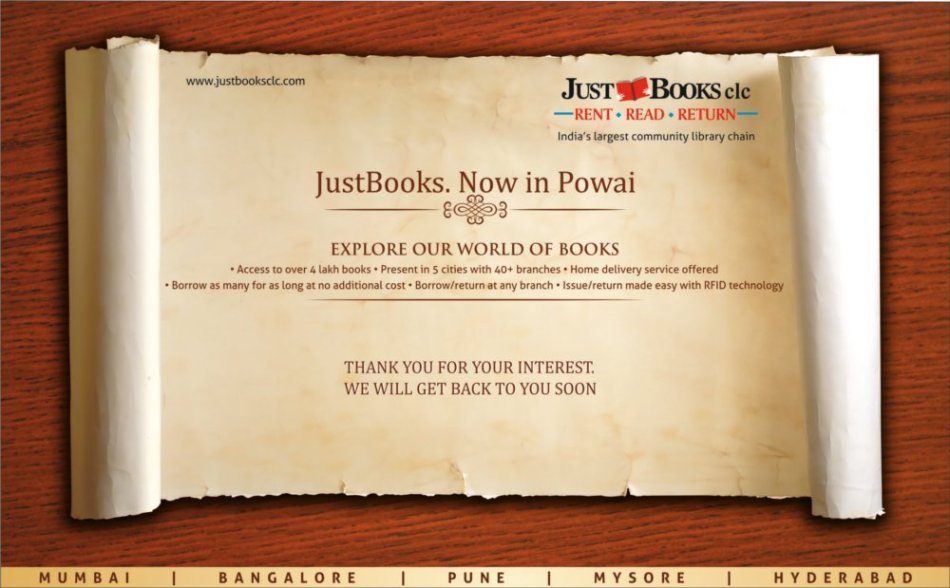 www.justbooksclc.com
JUST BOOKS clc
RENT • READ • RETURN
India's largest community library chain
JustBooks. Now in Powai
EXPLORE OUR WORLD OF BOOKS
• Access to over 4 lakh books • Present in 5 cities with 40+ branches • Home delivery service offered
• Borrow as many for as long at no additional cost • Borrow/return at any branch • Issue/return made easy with RFID technology
THANK YOU FOR YOUR INTEREST.
WE WILL GET BACK TO YOU SOON
MUMBAI | BANGALORE | PUNE | MYSORE | HYDERABAD